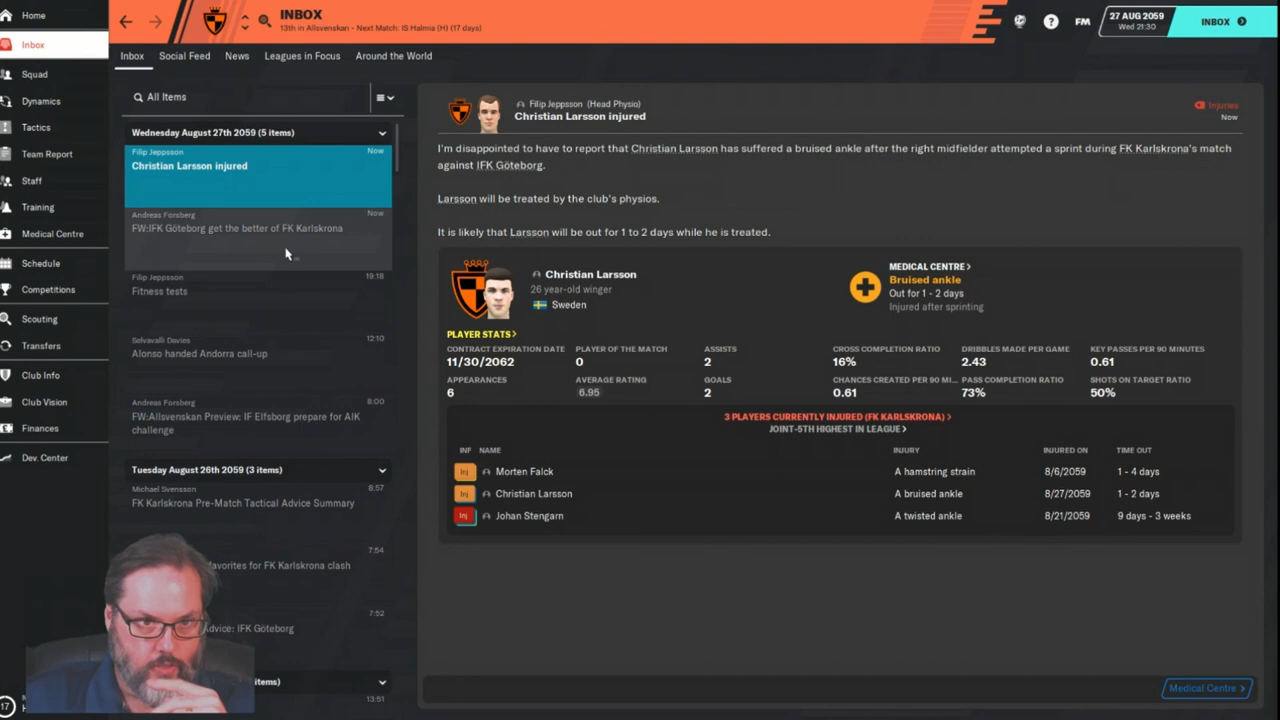 Home
Inbox
Squad
Dynamics
Tactics
Team Report
Staff
Training
Medical Centre
Schedule
Competitions
Scouting
Transfers
Club Info
Club Vision
Finances
Dev. Center
17
INBOX
13th in Allsvenskan - Next Match: IS Halmia (H) (17 days)
?
FM
27 AUG 2059
Wed 21:30
INBOX
Inbox
Social Feed
News
Leagues in Focus
Around the World
All Items
Wednesday August 27th 2059 (5 items)
Filip Jeppsson
Now
Christian Larsson injured
Andreas Forsberg
Now
FW:IFK Göteborg get the better of FK Karlskrona
Filip Jeppsson
19:18
Fitness tests
Selvavalli Davies
12:10
Alonso handed Andorra call-up
Andreas Forsberg
8:00
FW:Allsvenskan Preview: IF Elfsborg prepare for AIK
challenge
Tuesday August 26th 2059 (3 items)
Michael Svensson
8:57
FK Karlskrona Pre-Match Tactical Advice Summary
7:54
favorites for FK Karlskrona clash
7:52
Advice: IFK Göteborg
items)
13:51
Filip Jeppsson (Head Physio)
Christian Larsson injured
Injuries
Now
I'm disappointed to have to report that Christian Larsson has suffered a bruised ankle after the right midfielder attempted a sprint during FK Karlskrona's match
against IFK Göteborg.
Larsson will be treated by the club's physios.
It is likely that Larsson will be out for 1 to 2 days while he is treated.
Christian Larsson
26 year-old winger
Sweden
MEDICAL CENTRE>
Bruised ankle
Out for 1 - 2 days
Injured after sprinting
PLAYER STATS>
CONTRACT EXPIRATION DATE
11/30/2062
PLAYER OF THE MATCH
0
ASSISTS
2
CROSS COMPLETION RATIO
16%
DRIBBLES MADE PER GAME
2.43
KEY PASSES PER 90 MINUTES
0.61
APPEARANCES
6
AVERAGE RATING
6.95
GOALS
2
CHANCES CREATED PER 90 MI...
0.61
PASS COMPLETION RATIO
73%
SHOTS ON TARGET RATIO
50%
3 PLAYERS CURRENTLY INJURED (FK KARLSKRONA) >
JOINT-5TH HIGHEST IN LEAGUE>
INF NAME INJURY INJURED ON TIME OUT
Inj Morten Falck A hamstring strain 8/6/2059 1 - 4 days
Inj Christian Larsson A bruised ankle 8/27/2059 1 - 2 days
Inj Johan Stengarn A twisted ankle 8/21/2059 9 days - 3 weeks
Medical Centre >